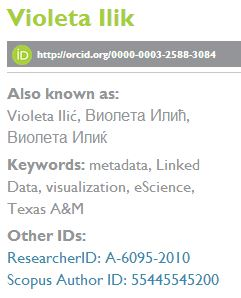 Violeta Ilik
iD http://orcid.org/0000-0003-2588-3084
Also known as:
Violeta Ilić, Виолета Илић,
Виолета Илиќ
Keywords: metadata, Linked
Data, visualization, eScience,
Texas A&M
Other IDs:
ResearcherID: A-6095-2010
Scopus Author ID: 55445545200